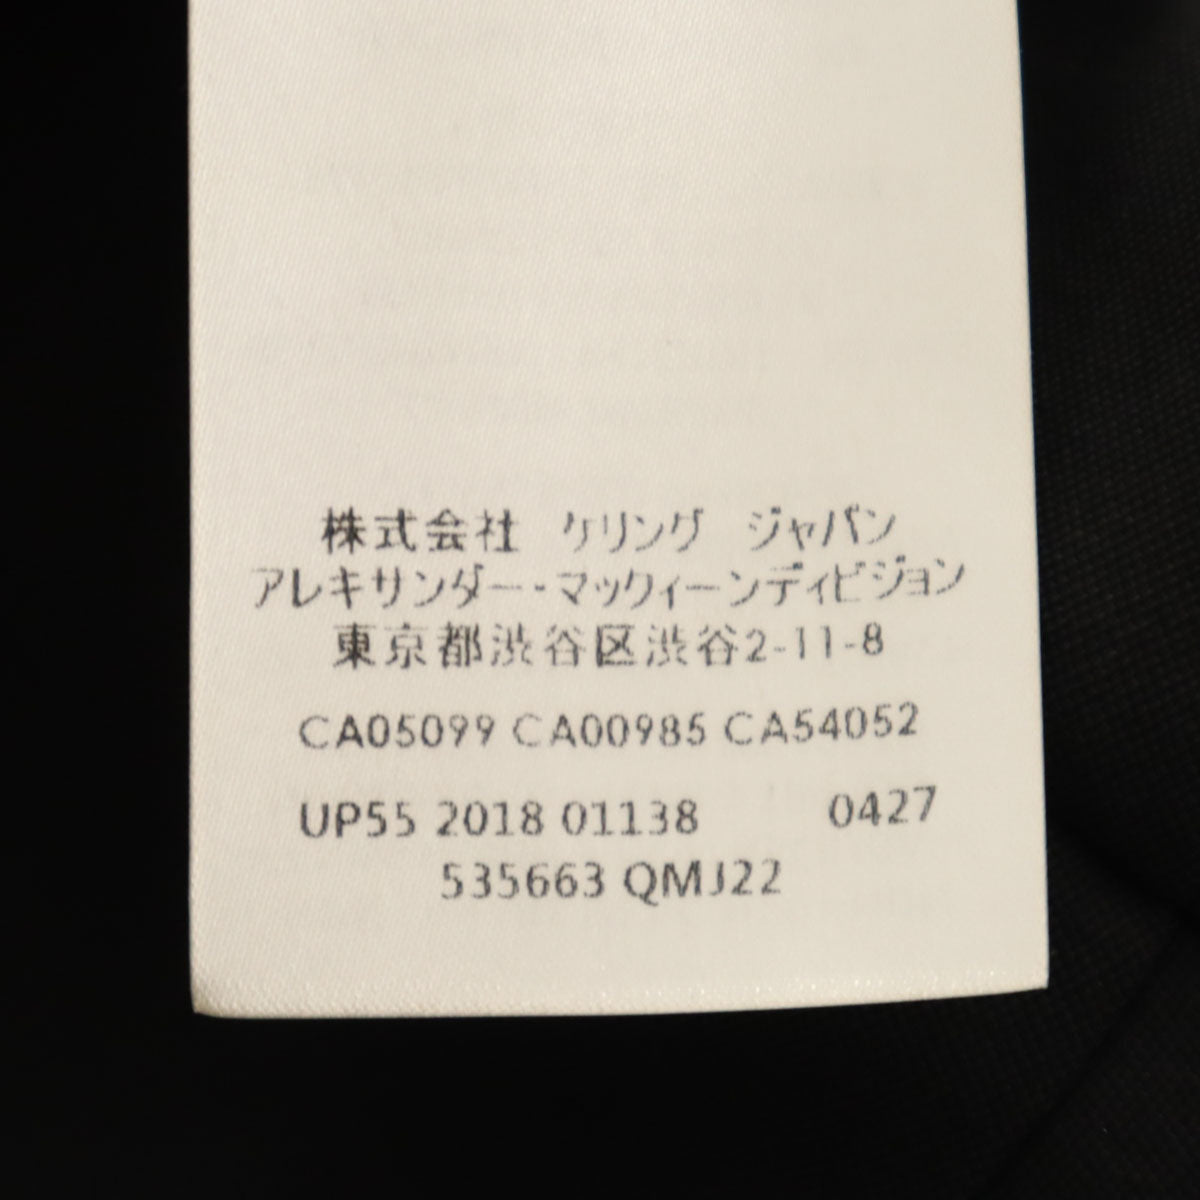 株式会社 ケリング ジャパン
アレキサンダー・マックィーンディビジョン
東京都渋谷区渋谷2-11-8
CA05099 CA00985 CA54052
UP55 2018 01138 0427
535663 QMJ22